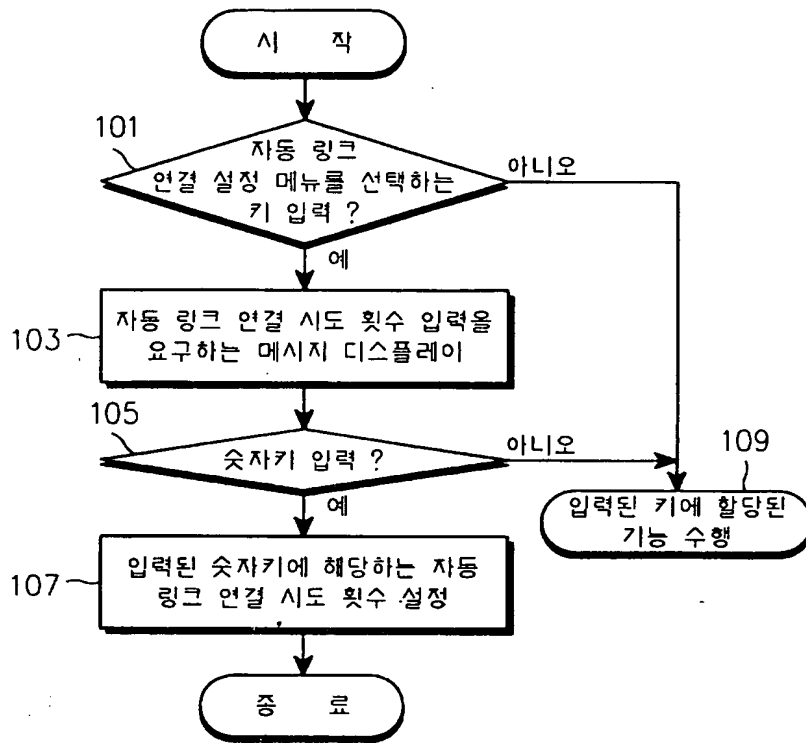 시 작
101
자동 링크
연결 설정 메뉴를 선택하는
키 입력 ?
아니오
예
103
자동 링크 연결 시도 횟수 입력을
요구하는 메시지 디스플레이
105
숫자키 입력 ?
아니오
예
109
입력된 키에 할당된
기능 수행
107
입력된 숫자키에 해당하는 자동
링크 연결 시도 횟수 설정
종 료